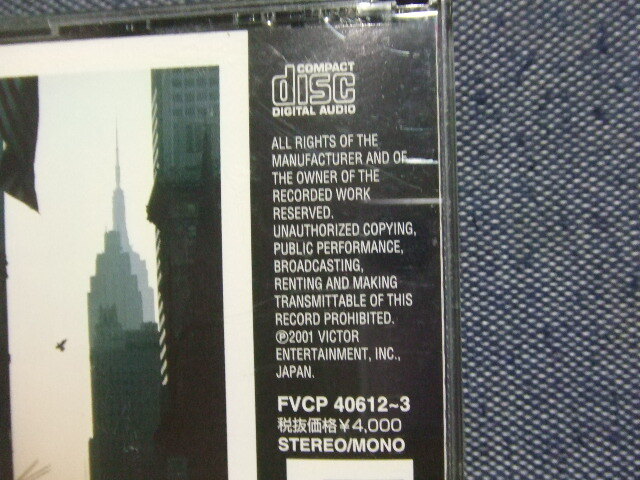 COMPACT
disc
DIGITAL AUDIO
ALL RIGHTS OF THE
MANUFACTURER AND OF
THE OWNER OF THE
RECORDED WORK
RESERVED.
UNAUTHORIZED COPYING,
PUBLIC PERFORMANCE,
BROADCASTING,
RENTING AND MAKING
TRANSMITTABLE OF THIS
RECORD PROHIBITED.
℗2001 VICTOR
ENTERTAINMENT, INC.,
JAPAN.
FVCP 40612~3
税抜価格¥4,000
STEREO/MONO